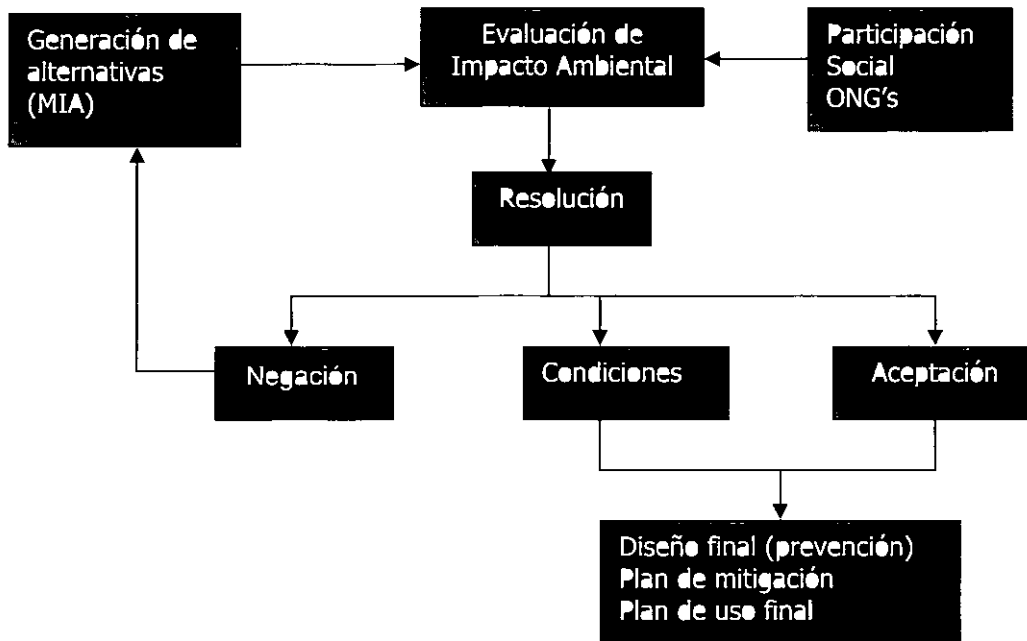 Generación de
alternativas
(MIA)
Evaluación de
Impacto Ambiental
Participación
Social
ONG's
Resolución
Negación
Condiciones
Aceptación
Diseño final (prevención)
Plan de mitigación
Plan de uso final